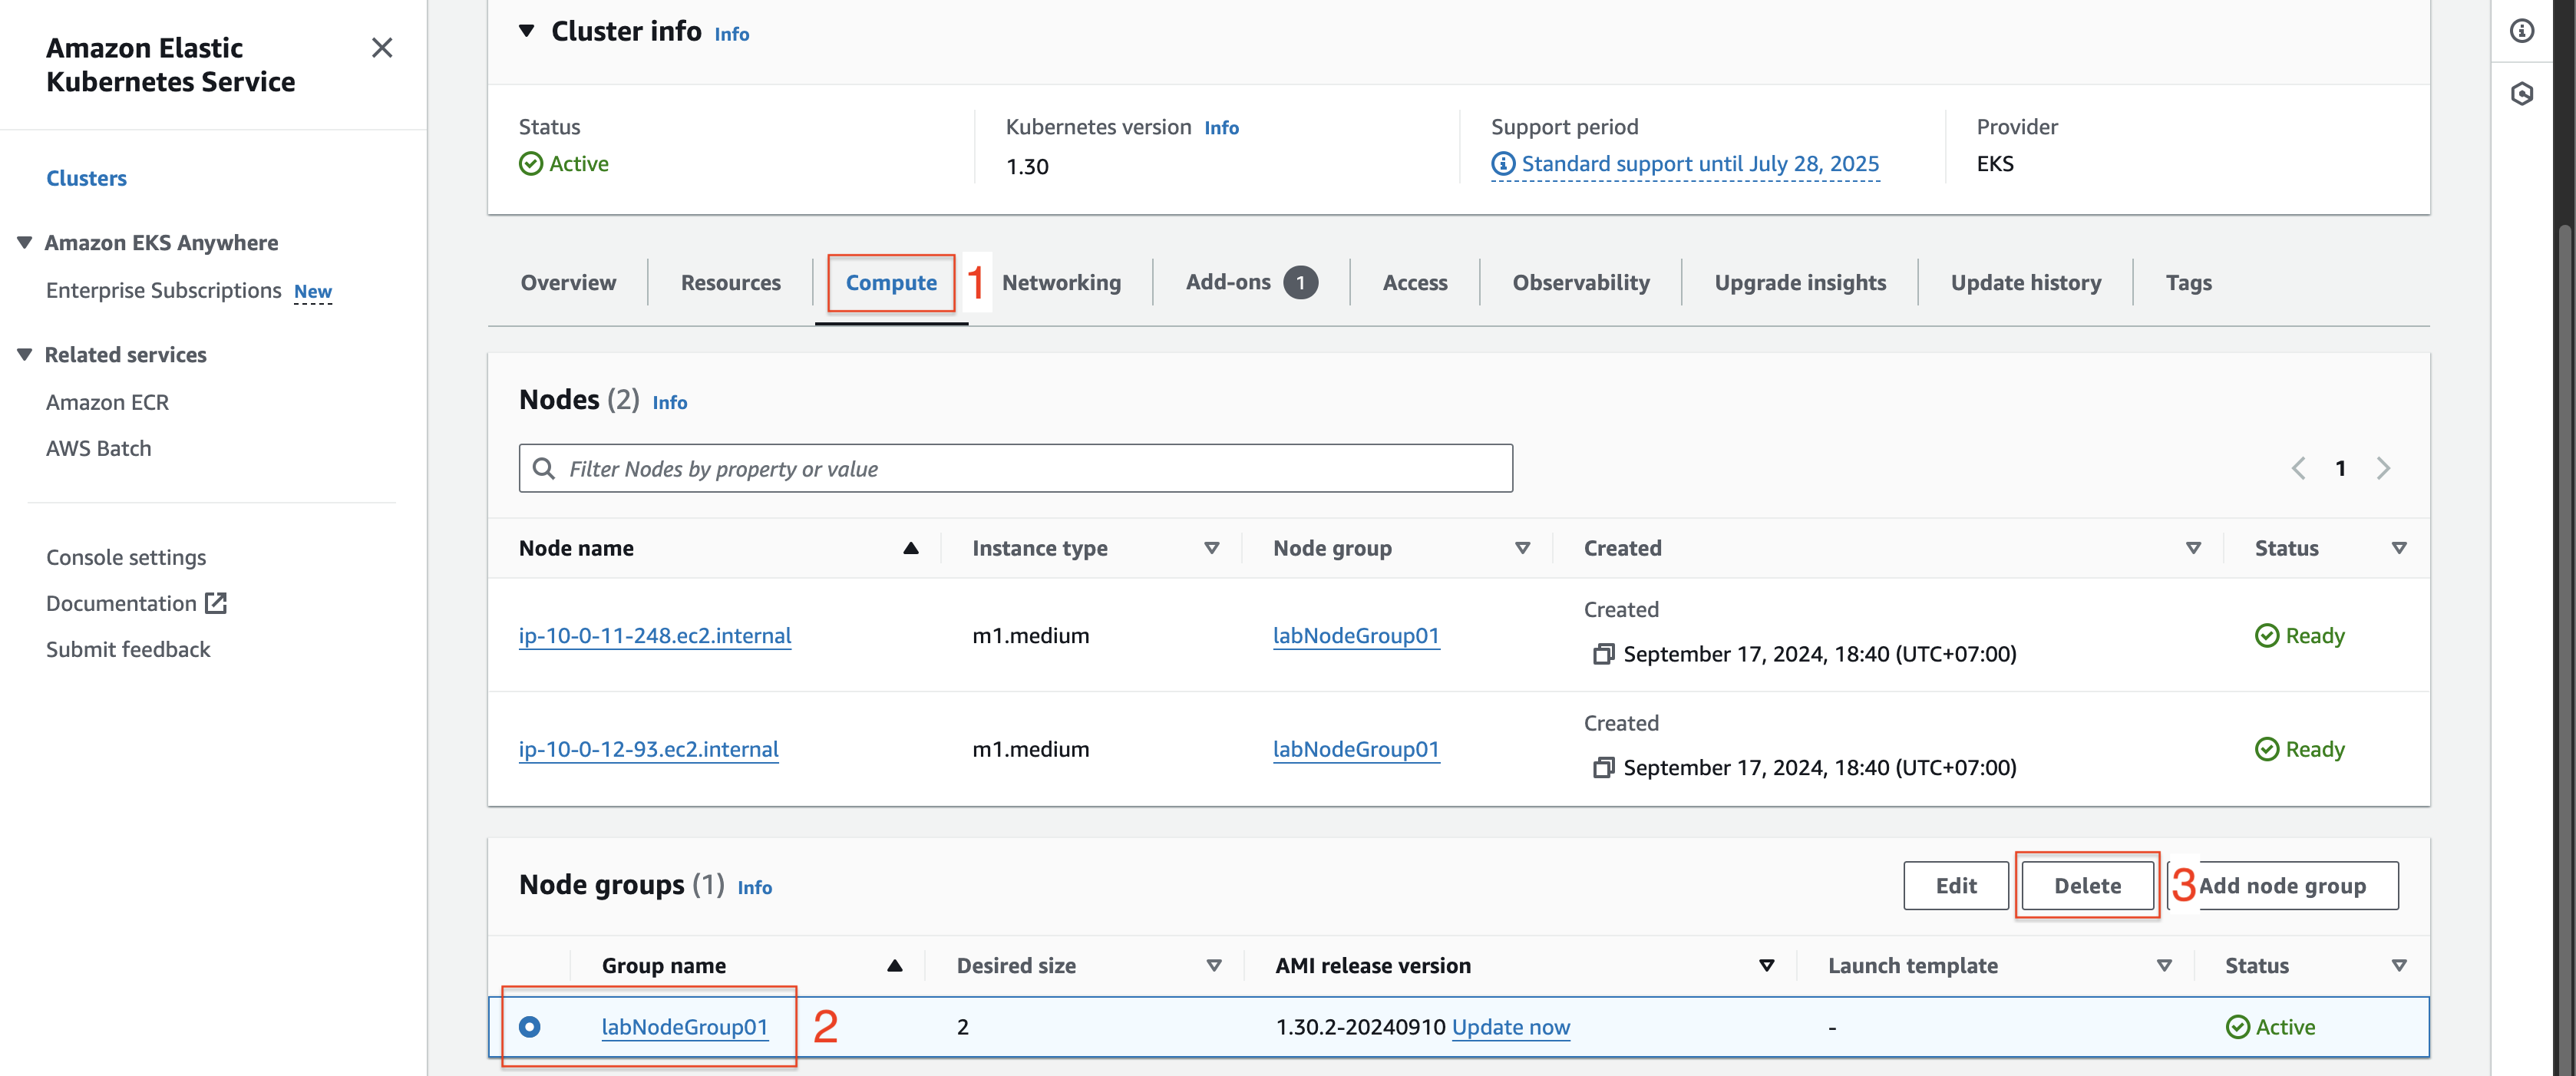 Amazon Elastic
Kubernetes Service
Clusters
Amazon EKS Anywhere
Enterprise Subscriptions New
Related services
Amazon ECR
AWS Batch
Console settings
Documentation
Submit feedback
Cluster info Info
Status
Active
Kubernetes version Info
1.30
Support period
Standard support until July 28, 2025
Provider
EKS
Overview Resources Compute 1 Networking Add-ons 1 Access Observability Upgrade insights Update history Tags
Nodes (2) Info
Filter Nodes by property or value
1
Node name Instance type Node group Created Status
ip-10-0-11-248.ec2.internal m1.medium labNodeGroup01 Created September 17, 2024, 18:40 (UTC+07:00) Ready
ip-10-0-12-93.ec2.internal m1.medium labNodeGroup01 Created September 17, 2024, 18:40 (UTC+07:00) Ready
Node groups (1) Info
Edit Delete 3 Add node group
Group name Desired size AMI release version Launch template Status
labNodeGroup01 2 2 1.30.2-20240910 Update now - Active